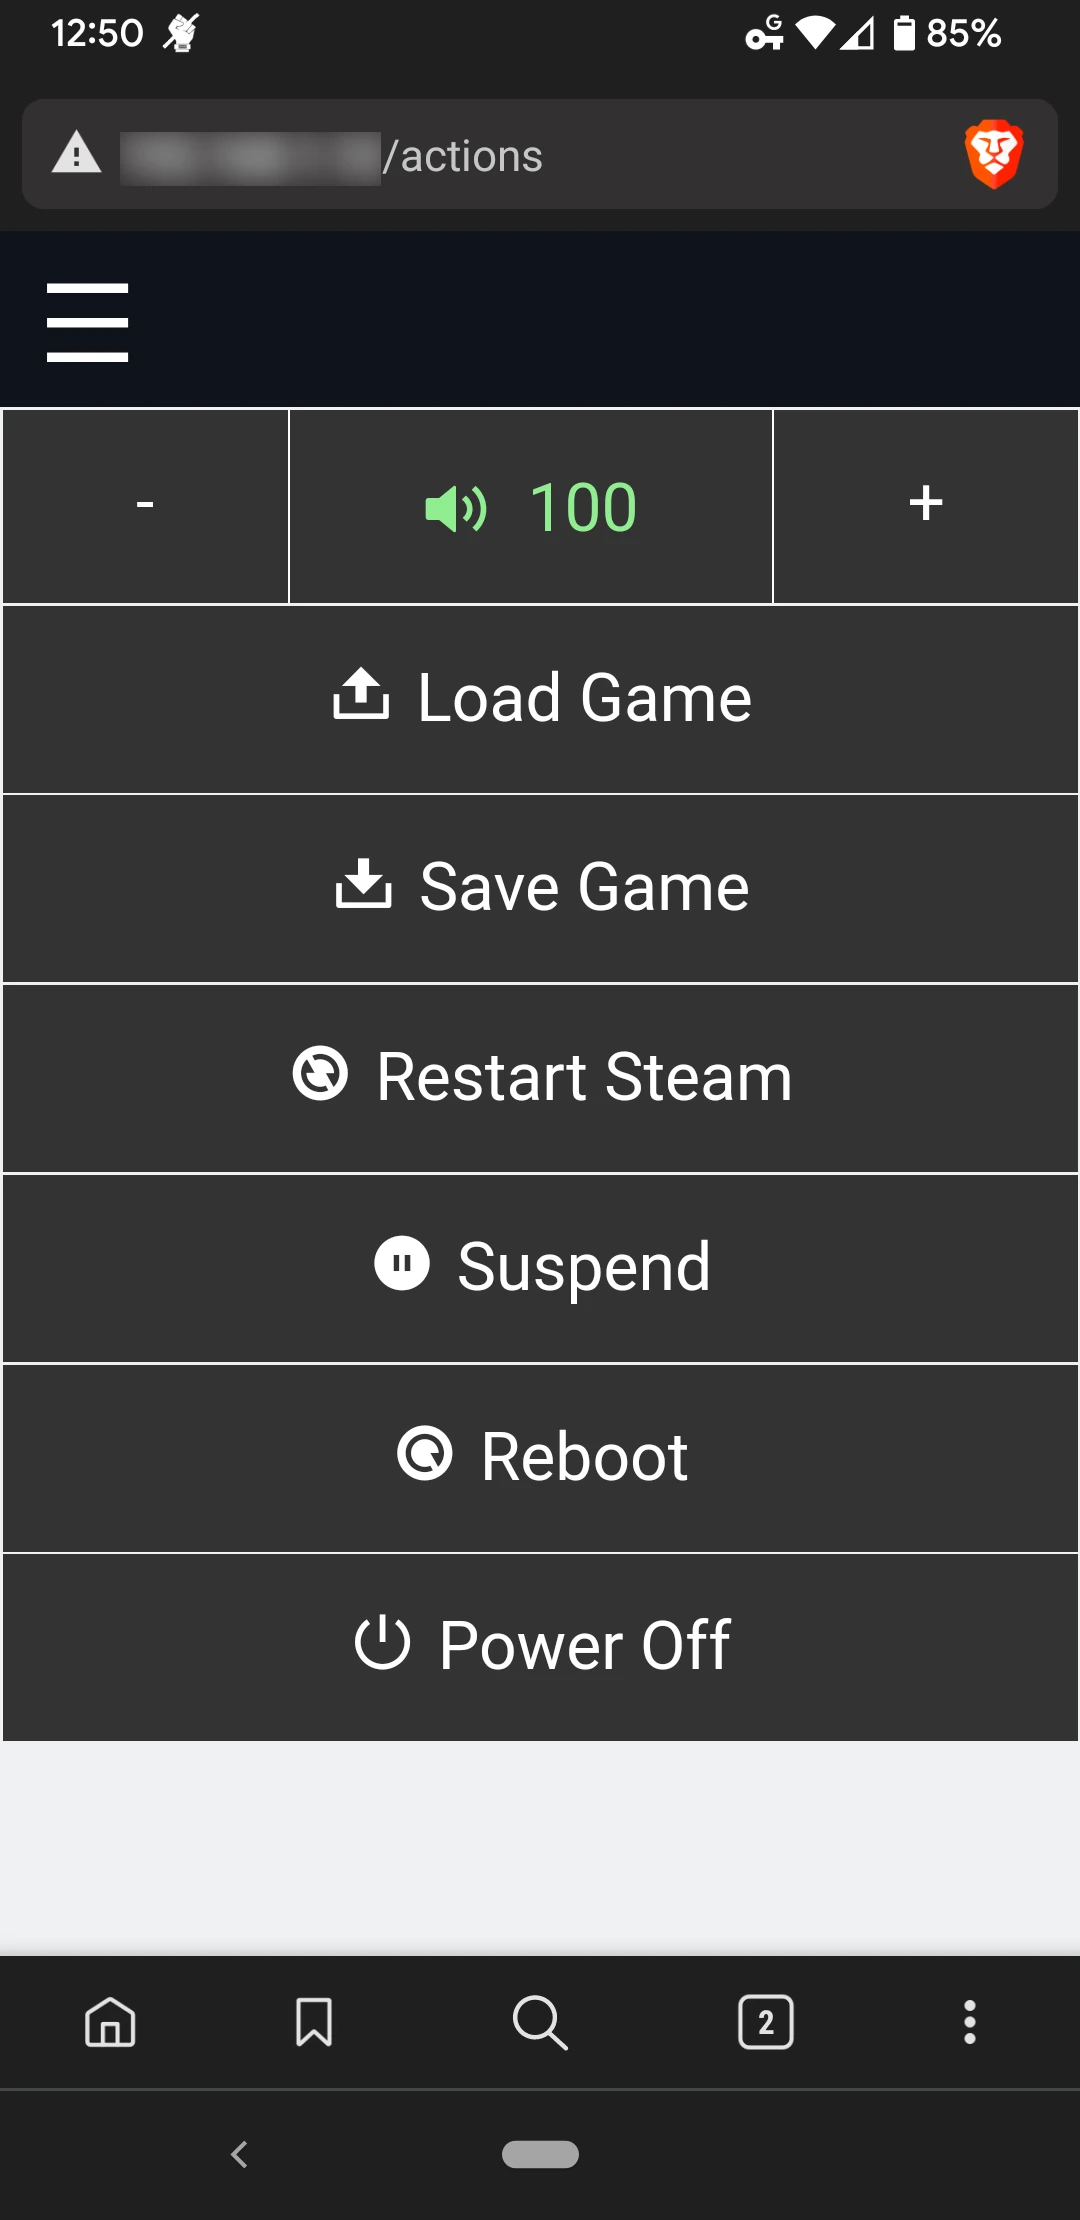 12:50 G 85%
/actions
- 100 +
Load Game
Save Game
Restart Steam
Suspend
Reboot
Power Off
2